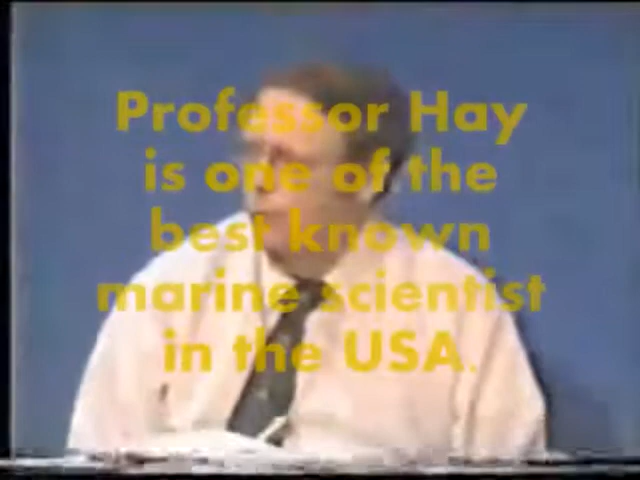 Professor Hay
is one of the
best known
marine scientist
in the USA.